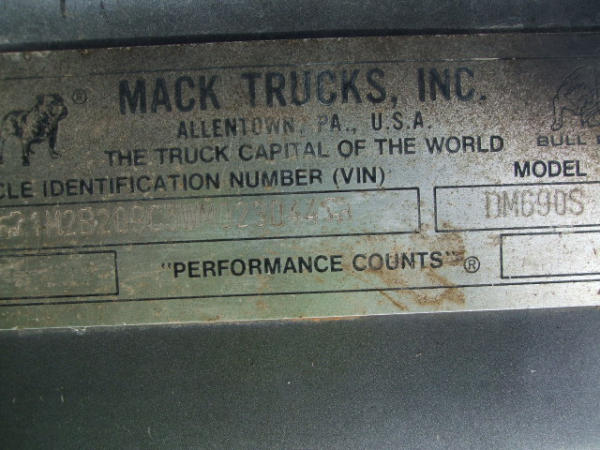 ® MACK TRUCKS, INC.
ALLENTOWN, PA., U.S.A.
THE TRUCK CAPITAL OF THE WORLD
BULL
CLE IDENTIFICATION NUMBER (VIN) MODEL
DM690S
"PERFORMANCE COUNTS"®